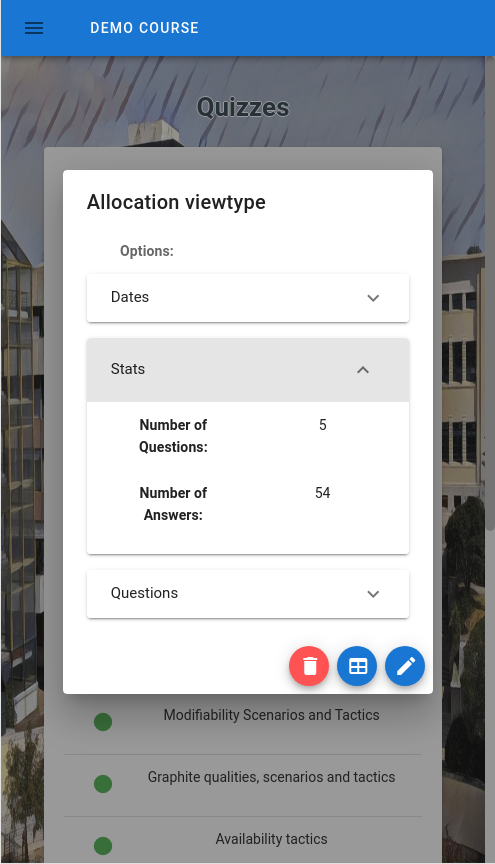 DEMO COURSE
Quizzes
Allocation viewtype
Options:
Dates
Stats
Number of
Questions:
5
Number of
Answers:
54
Questions
Modifiability Scenarios and Tactics
Graphite qualities, scenarios and tactics
Availability tactics